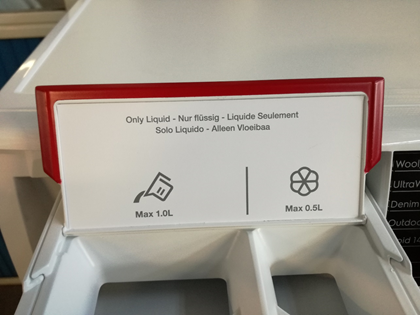 Only Liquid - Nur flüssig - Liquide Seulement
Solo Liquido - Alleen Vloeibaa
Max 1.0L
Max 0.5L
Wool
UltraW
Denim
Outdoo